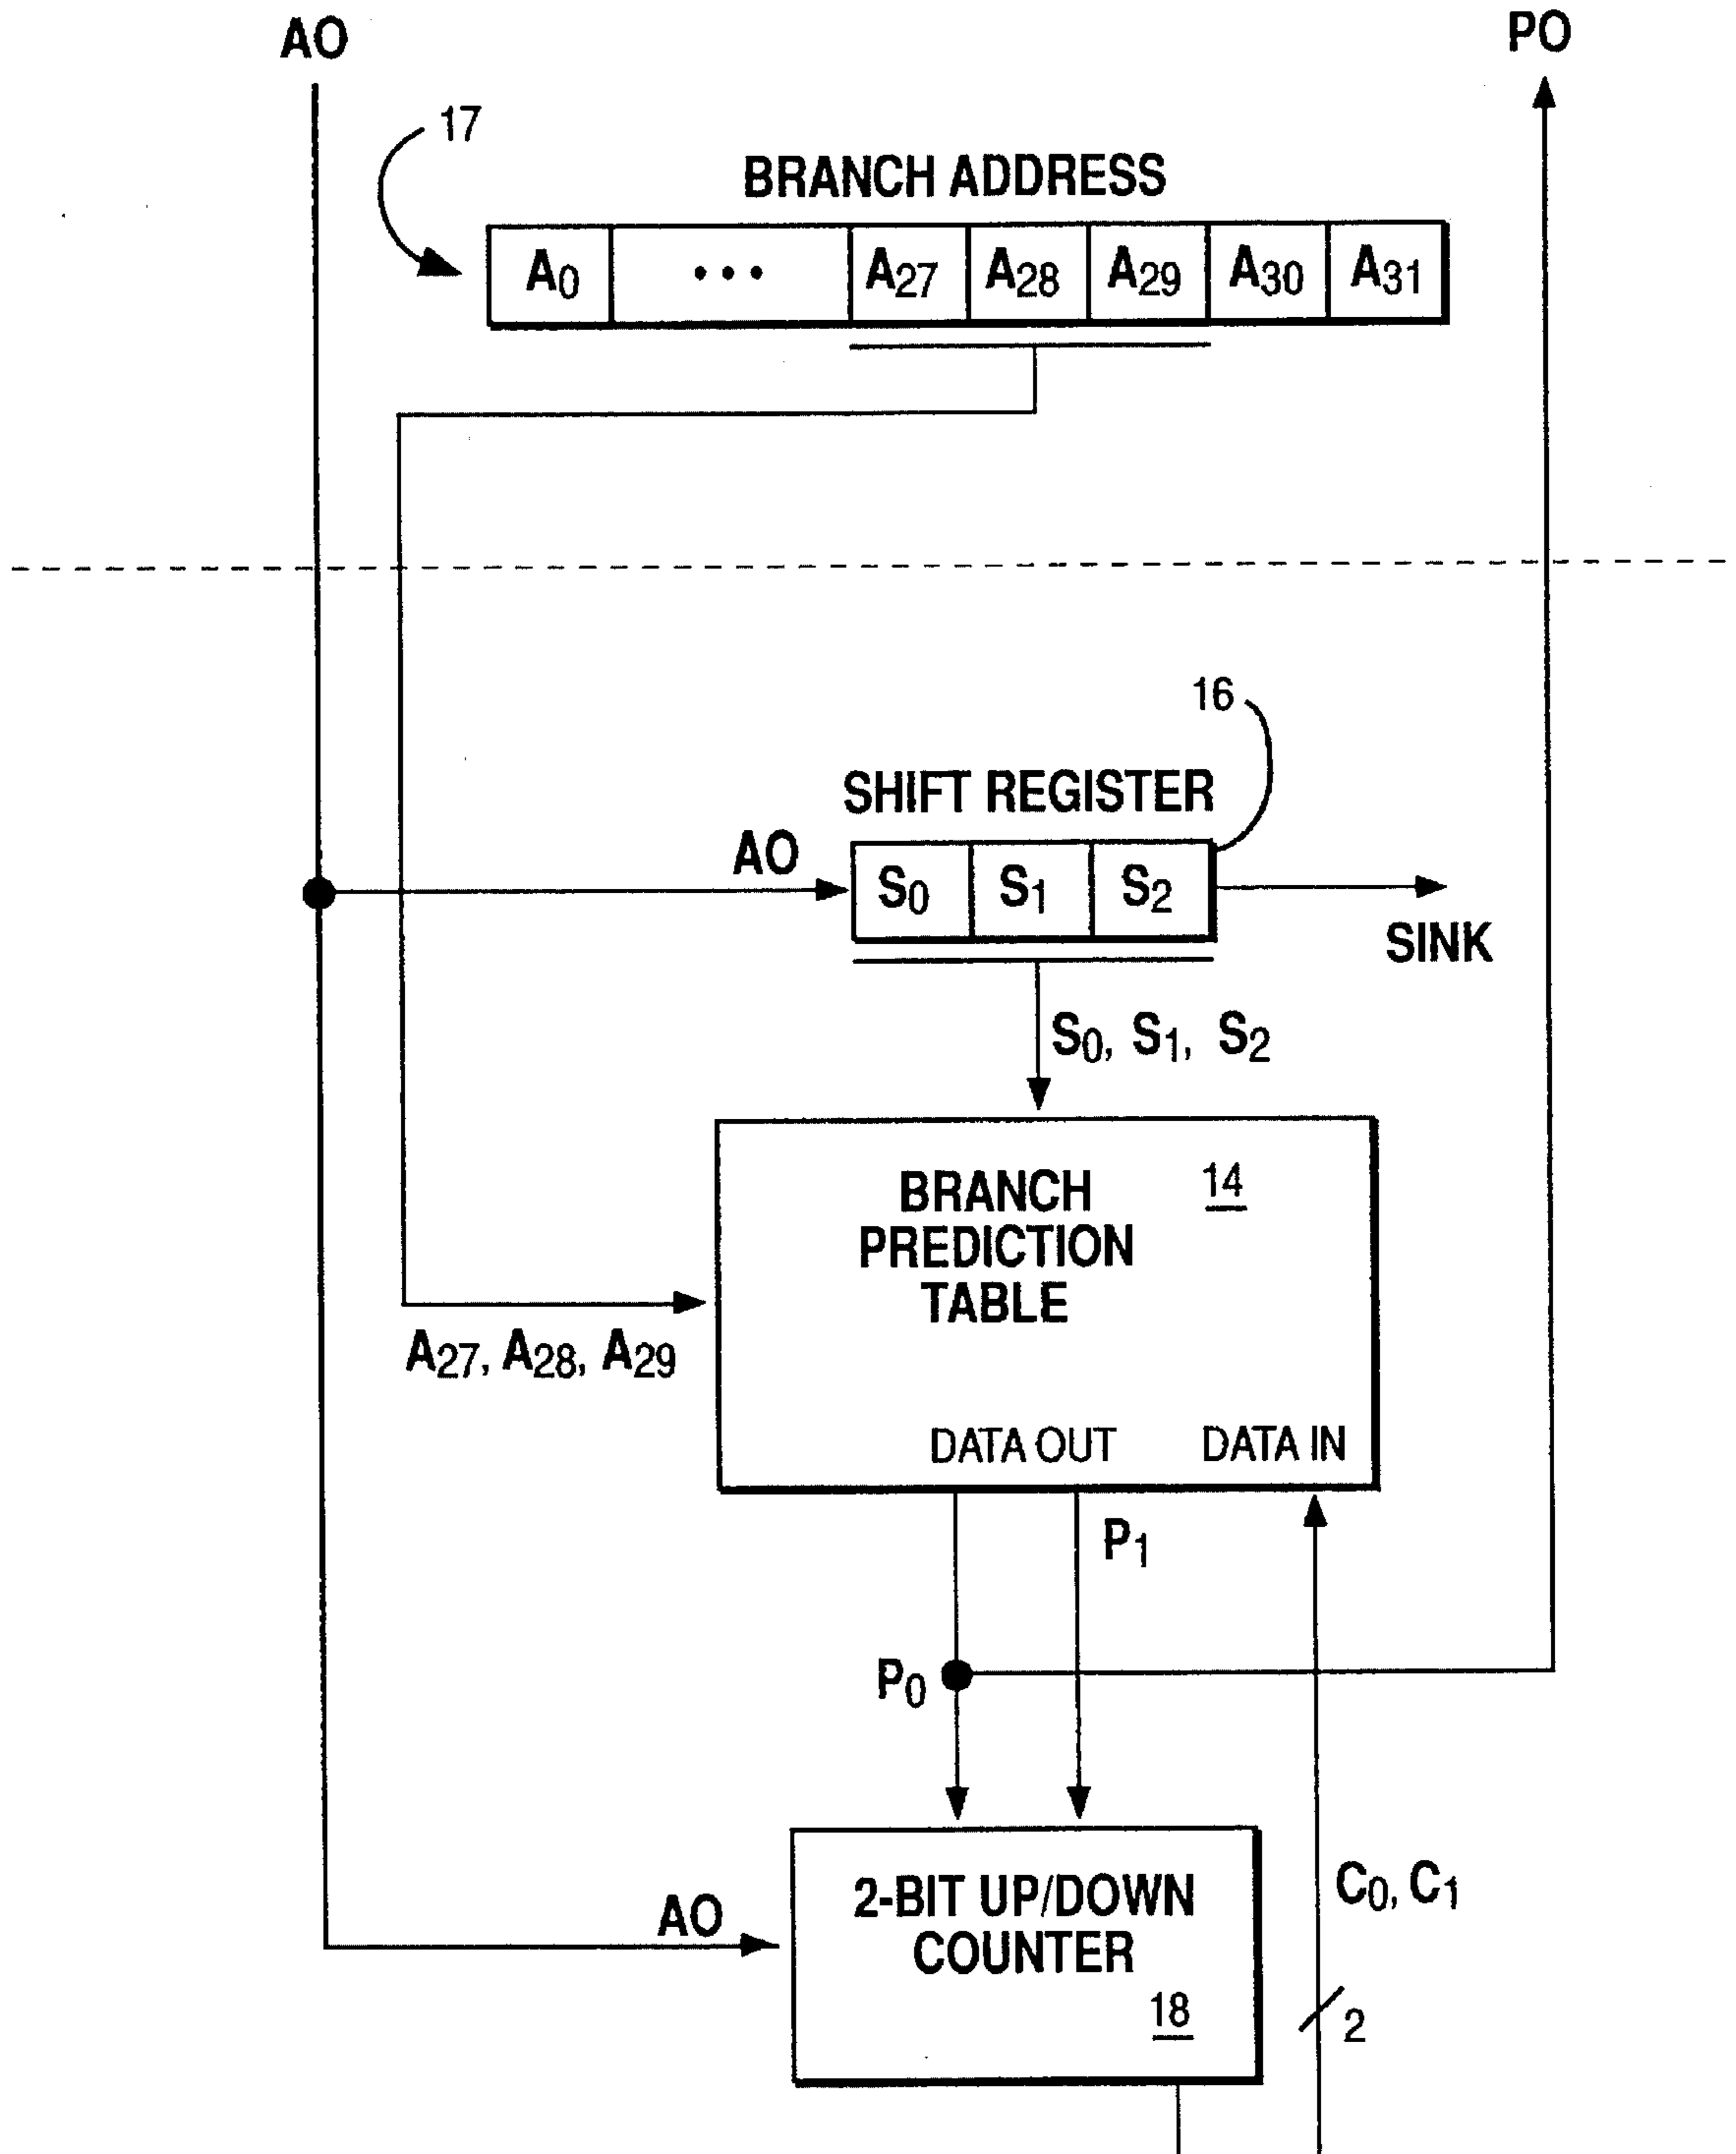 AO
PO
17
BRANCH ADDRESS
A0 ••• A27 A28 A29 A30 A31
16
SHIFT REGISTER
AO
S0 S1 S2
SINK
S0, S1, S2
BRANCH 14
PREDICTION
TABLE
A27, A28, A29
DATA OUT DATA IN
P1
P0
2-BIT UP/DOWN
COUNTER
C0, C1
AO
18
2